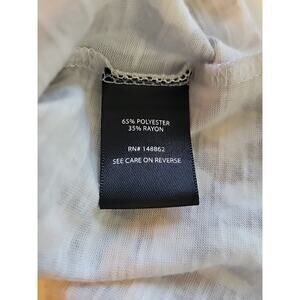 65% POLYESTER
35% RAYON
RN# 148862
SEE CARE ON REVERSE